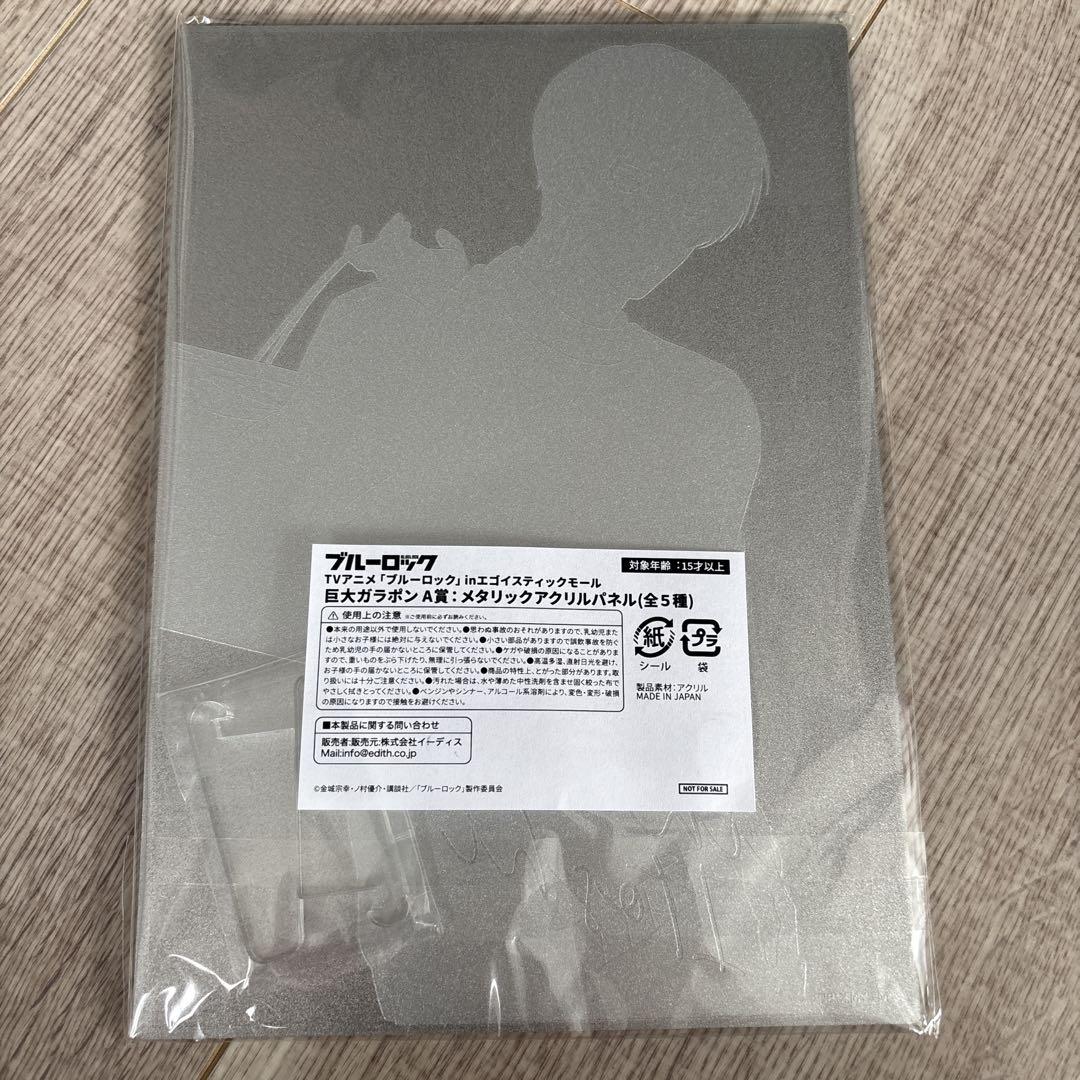 ブルーロック
対象年齢：15才以上
TVアニメ「ブルーロック」inエゴイスティックモール
巨大ガラポン A賞：メタリックアクリルパネル(全5種)
使用上の注意 ※ご使用前に必ずお読みください。
●本来の用途以外で使用しないでください。●思わぬ事故のおそれがありますので、乳幼児また
は小さなお子様には絶対に与えないでください。●小さい部品がありますので誤飲事故を防ぐ
ため乳幼児の手の届かないところに保管してください。●ケガや破損の原因になることがありま
すので、重いものをぶら下げたり、無理に引っ張らないでください。●高温多湿、直射日光を避け、
お子様の手の届かないところに保管してください。●商品の特性上、とがった部分があります。取
り扱いには十分ご注意ください。●汚れた場合は、水や薄めた中性洗剤を含ませ固く絞った布で
やさしく拭きとってください。●ベンジンやシンナー、アルコール系溶剤により、変色・変形・破損
の原因になりますので接触をお避けください。
紙
シール
プラ
袋
製品素材：アクリル
MADE IN JAPAN
■本製品に関する問い合わせ
販売者:販売元:株式会社イーディス
Mail:info@edith.co.jp
©金城宗幸・ノ村優介・講談社／「ブルーロック」製作委員会
NOT FOR SALE